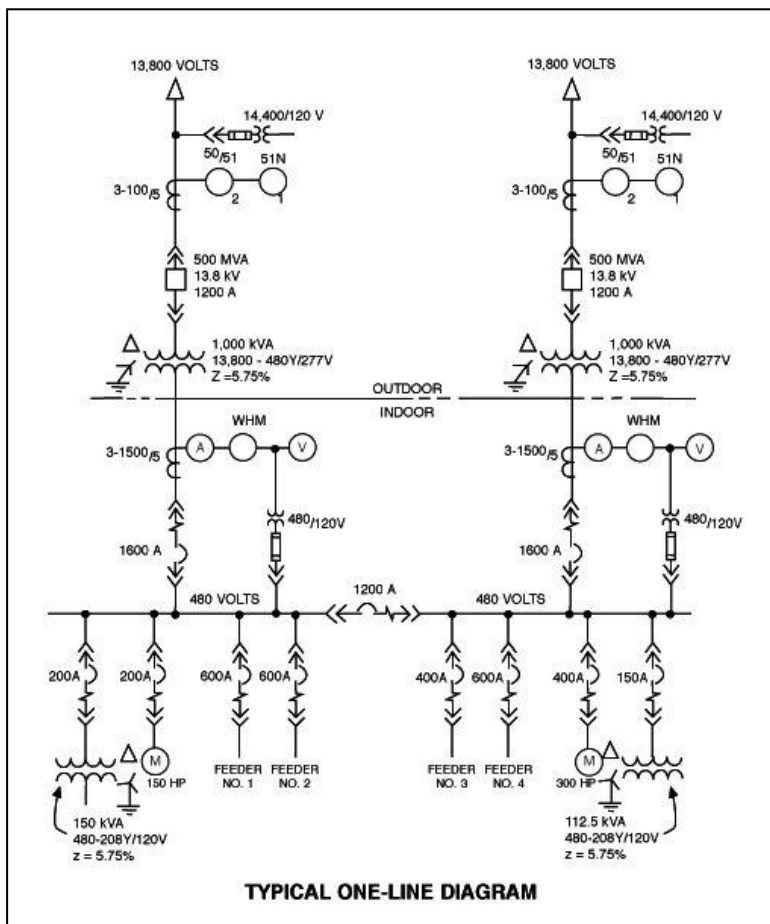 13,800 VOLTS
14,400/120 V
50/51
51N
3-100/5
2
1
500 MVA
13.8 kV
1200 A
1,000 kVA
13,800 - 480Y/277V
Z =5.75%
13,800 VOLTS
14,400/120 V
50/51
51N
3-100/5
2
1
500 MVA
13.8 kV
1200 A
1,000 kVA
13,800 - 480Y/277V
Z =5.75%
OUTDOOR
INDOOR
WHM
3-1500/5
A
V
480/120V
1600 A
WHM
3-1500/5
A
V
480/120V
1600 A
480 VOLTS
1200 A
480 VOLTS
200A
200A
600A
600A
400A
600A
400A
150A
M
150 HP
FEEDER
NO. 1
FEEDER
NO. 2
FEEDER
NO. 3
FEEDER
NO. 4
M
300 HP
150 kVA
480-208Y/120V
z = 5.75%
112.5 kVA
480-208Y/120V
z = 5.75%
TYPICAL ONE-LINE DIAGRAM